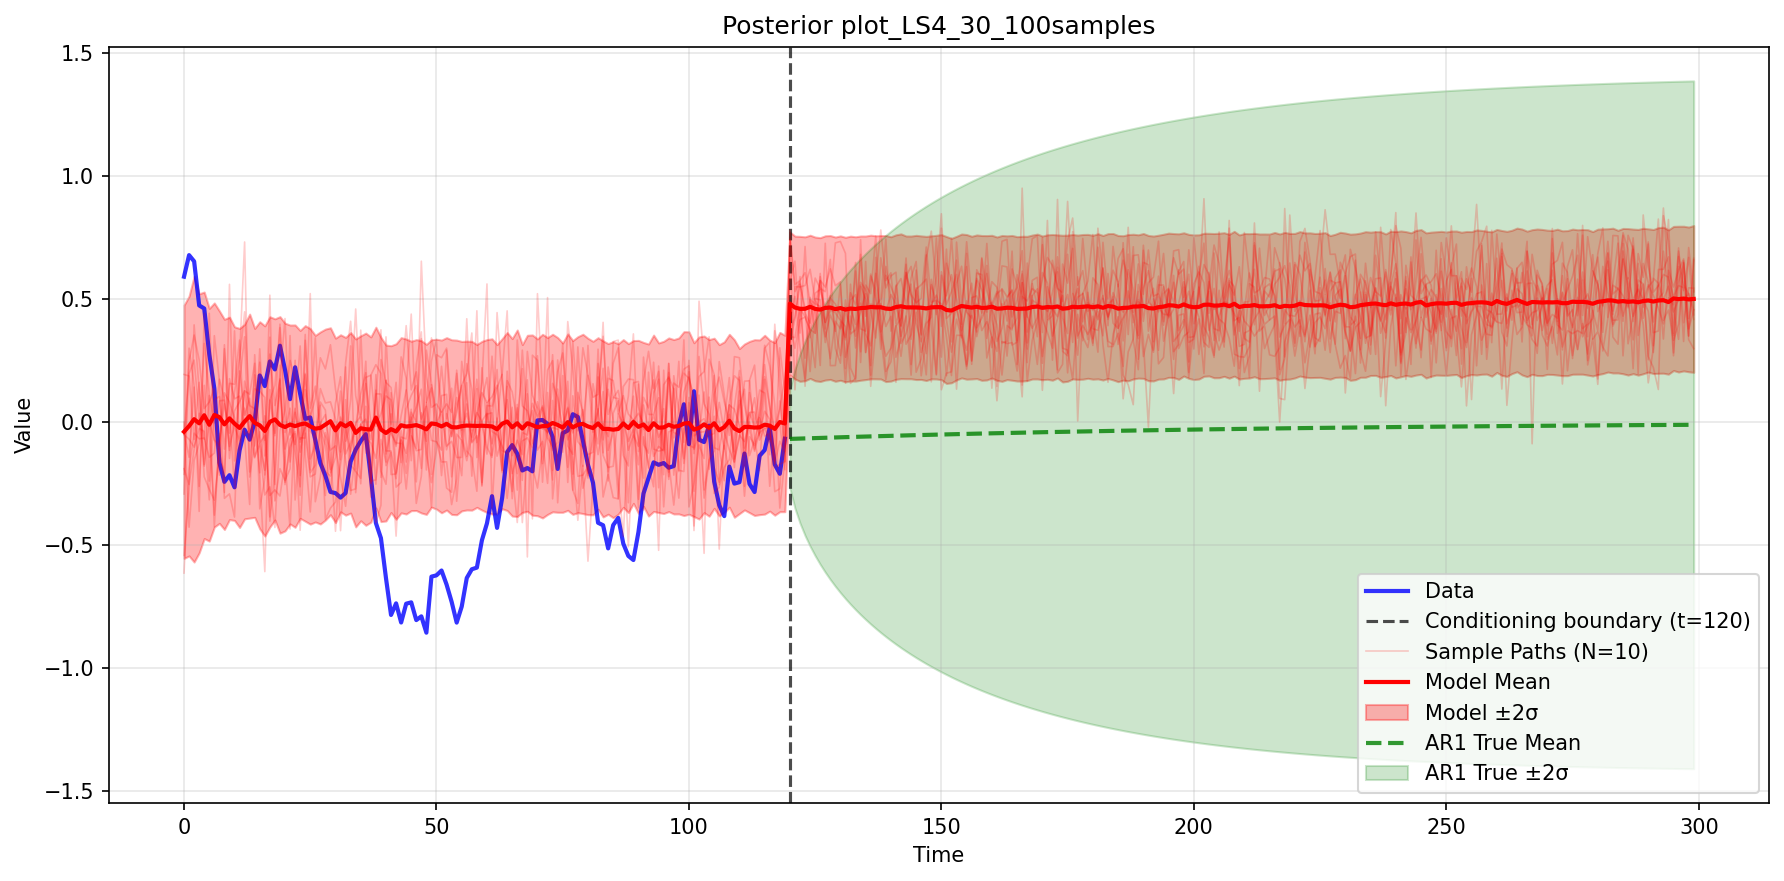 Posterior plot_LS4_30_100samples
Value
1.5
1.0
0.5
0.0
−0.5
−1.0
−1.5
Data
Conditioning boundary (t=120)
Sample Paths (N=10)
Model Mean
Model ±2σ
AR1 True Mean
AR1 True ±2σ
0 50 100 150 200 250 300
Time